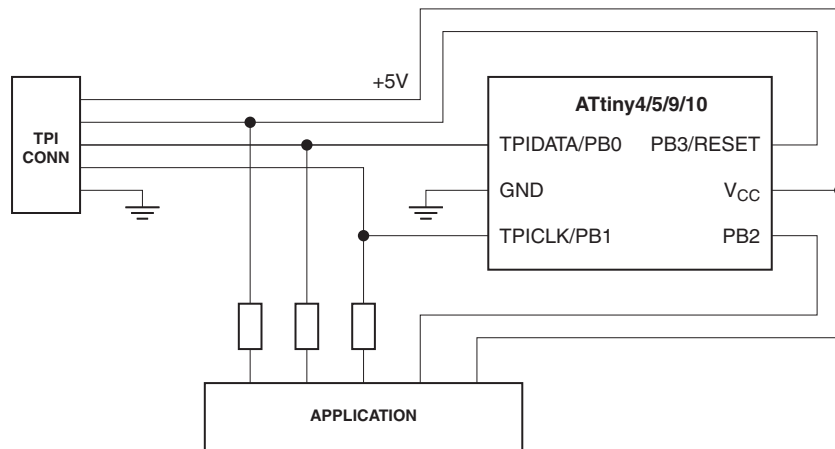 +5V
TPI
CONN
ATtiny4/5/9/10
TPIDATA/PB0
PB3/RESET
GND
VCC
TPICLK/PB1
PB2
APPLICATION